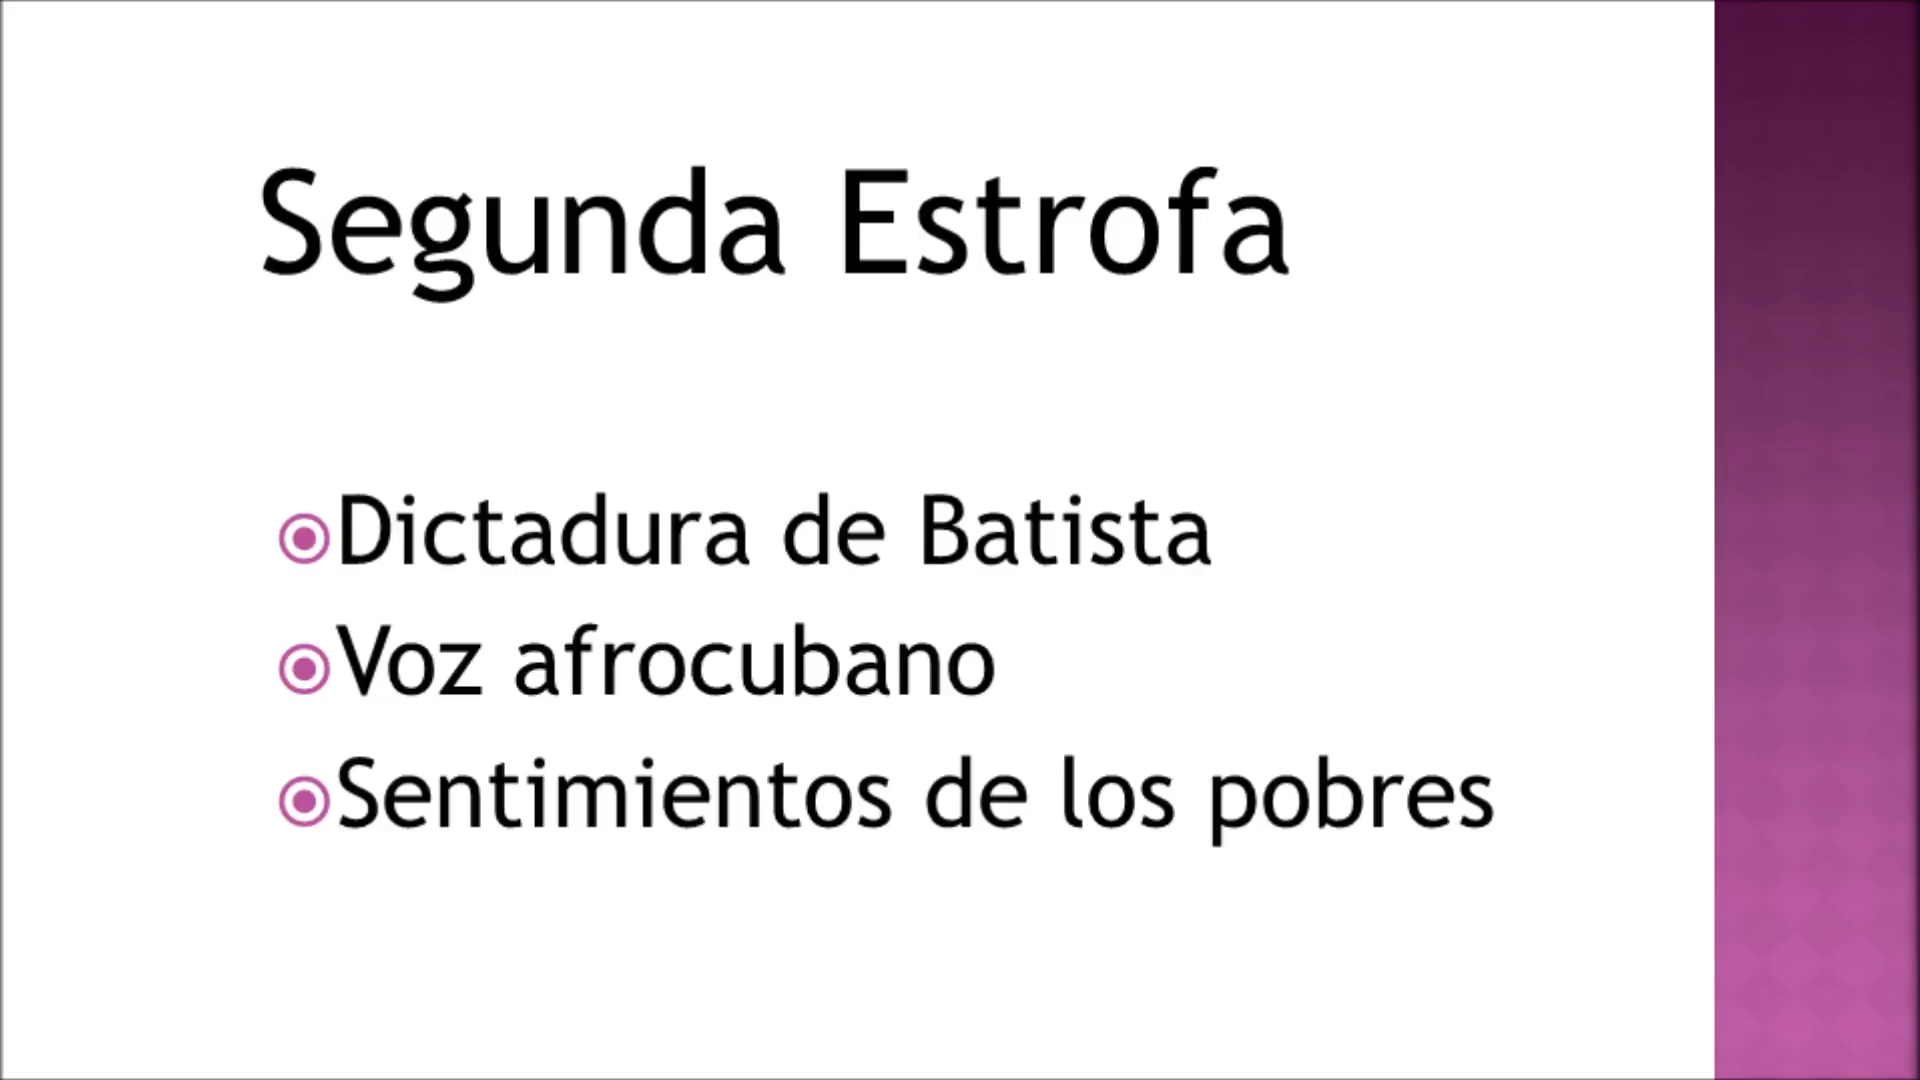 Segunda Estrofa
Dictadura de Batista
Voz afrocubano
Sentimientos de los pobres